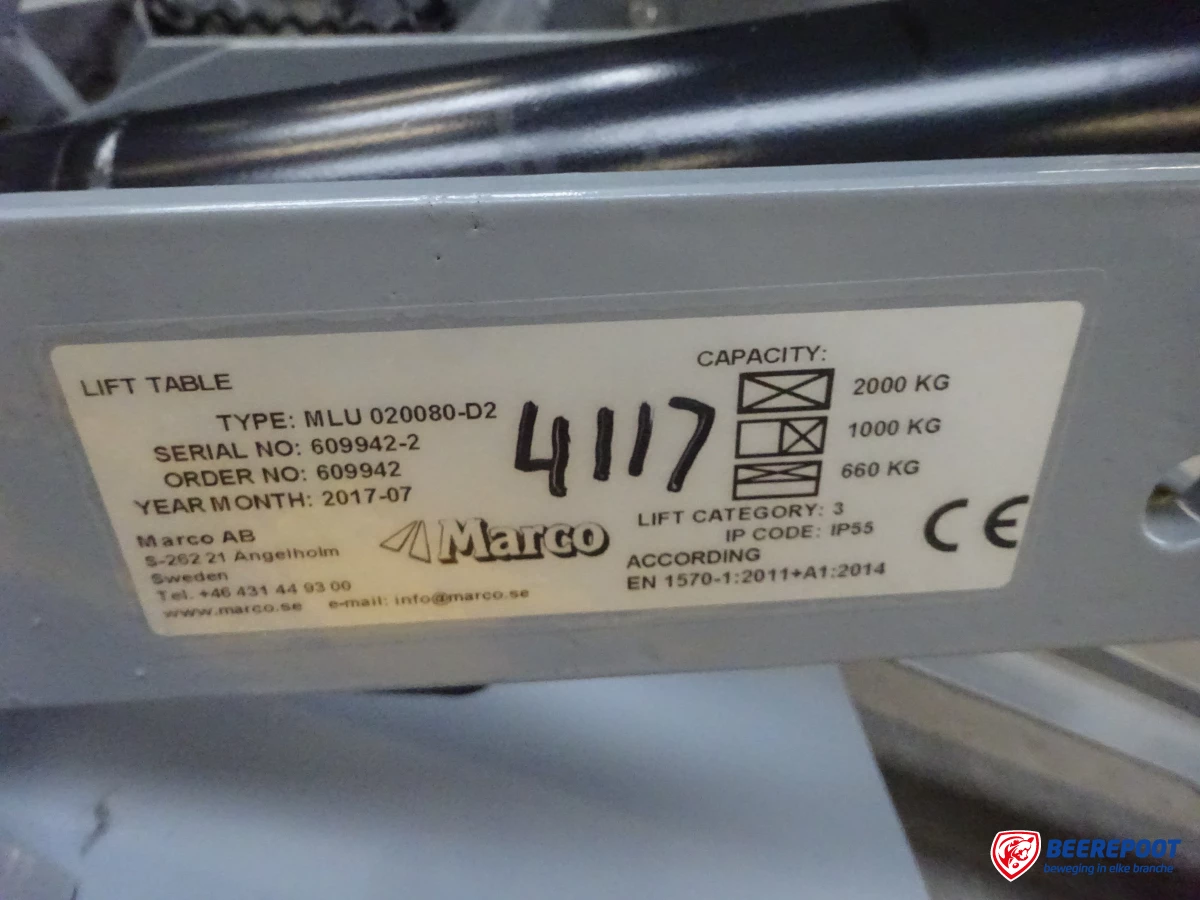 LIFT TABLE
TYPE: MLU 020080-D2
SERIAL NO: 609942-2
ORDER NO: 609942
YEAR MONTH: 2017-07
4117
Marco AB
S-262 21 Angelholm
Sweden
Tel. +46 431 44 93 00
www.marco.se e-mail: info@marco.se
Marco
CAPACITY:
2000 KG
1000 KG
660 KG
LIFT CATEGORY: 3
IP CODE: IP55
ACCORDING
EN 1570-1:2011+A1:2014
CE
BEEREPOOT
beweging in elke branche